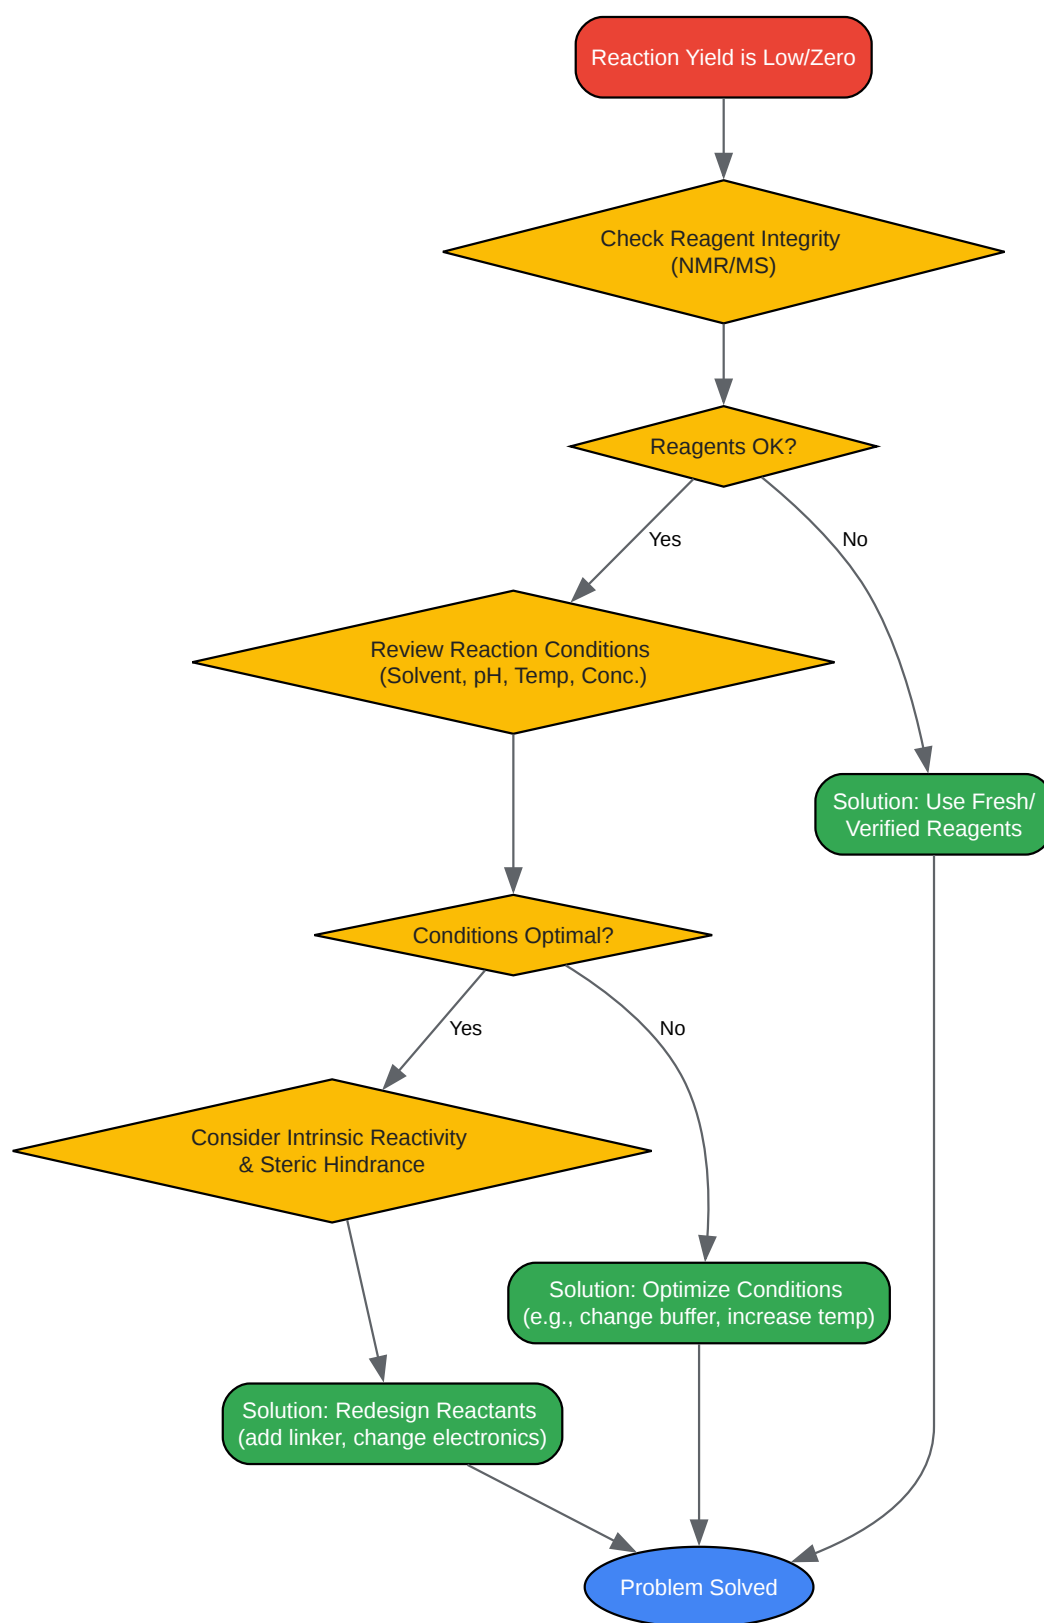 Reaction Yield is Low/Zero
Check Reagent Integrity
(NMR/MS)
Reagents OK?
Yes
No
Review Reaction Conditions
(Solvent, pH, Temp, Conc.)
Solution: Use Fresh/
Verified Reagents
Conditions Optimal?
Yes
No
Consider Intrinsic Reactivity
& Steric Hindrance
Solution: Optimize Conditions
(e.g., change buffer, increase temp)
Solution: Redesign Reactants
(add linker, change electronics)
Problem Solved